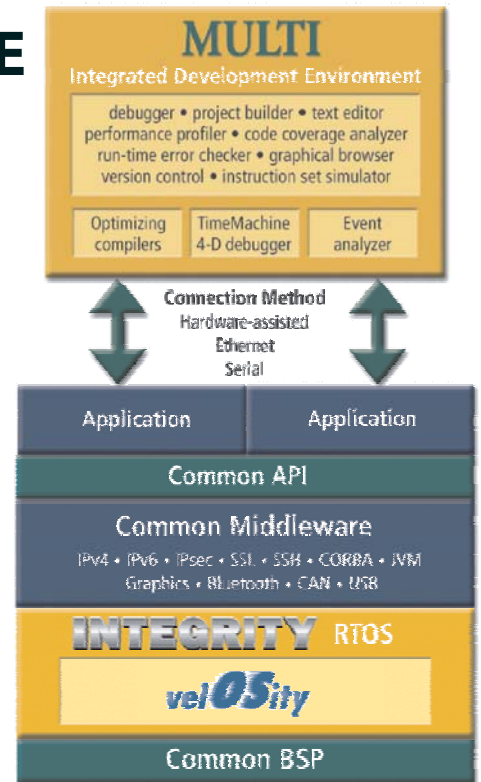 E
MULTI
Integrated Development Environment
debugger • project builder • text editor
performance profiler • code coverage analyzer
run-time error checker • graphical browser
version control • instruction set simulator
Optimizing compilers
TimeMachine 4-D debugger
Event analyzer
Connection Method
Hardware-assisted
Ethernet
Serial
Application
Application
Common API
Common Middleware
IPv4 • IPv6 • IPsec • SSL • SSH • CORBA • JVM
Graphics • Bluetooth • CAN • USB
INTEGRITY RTOS
velOSity
Common BSP